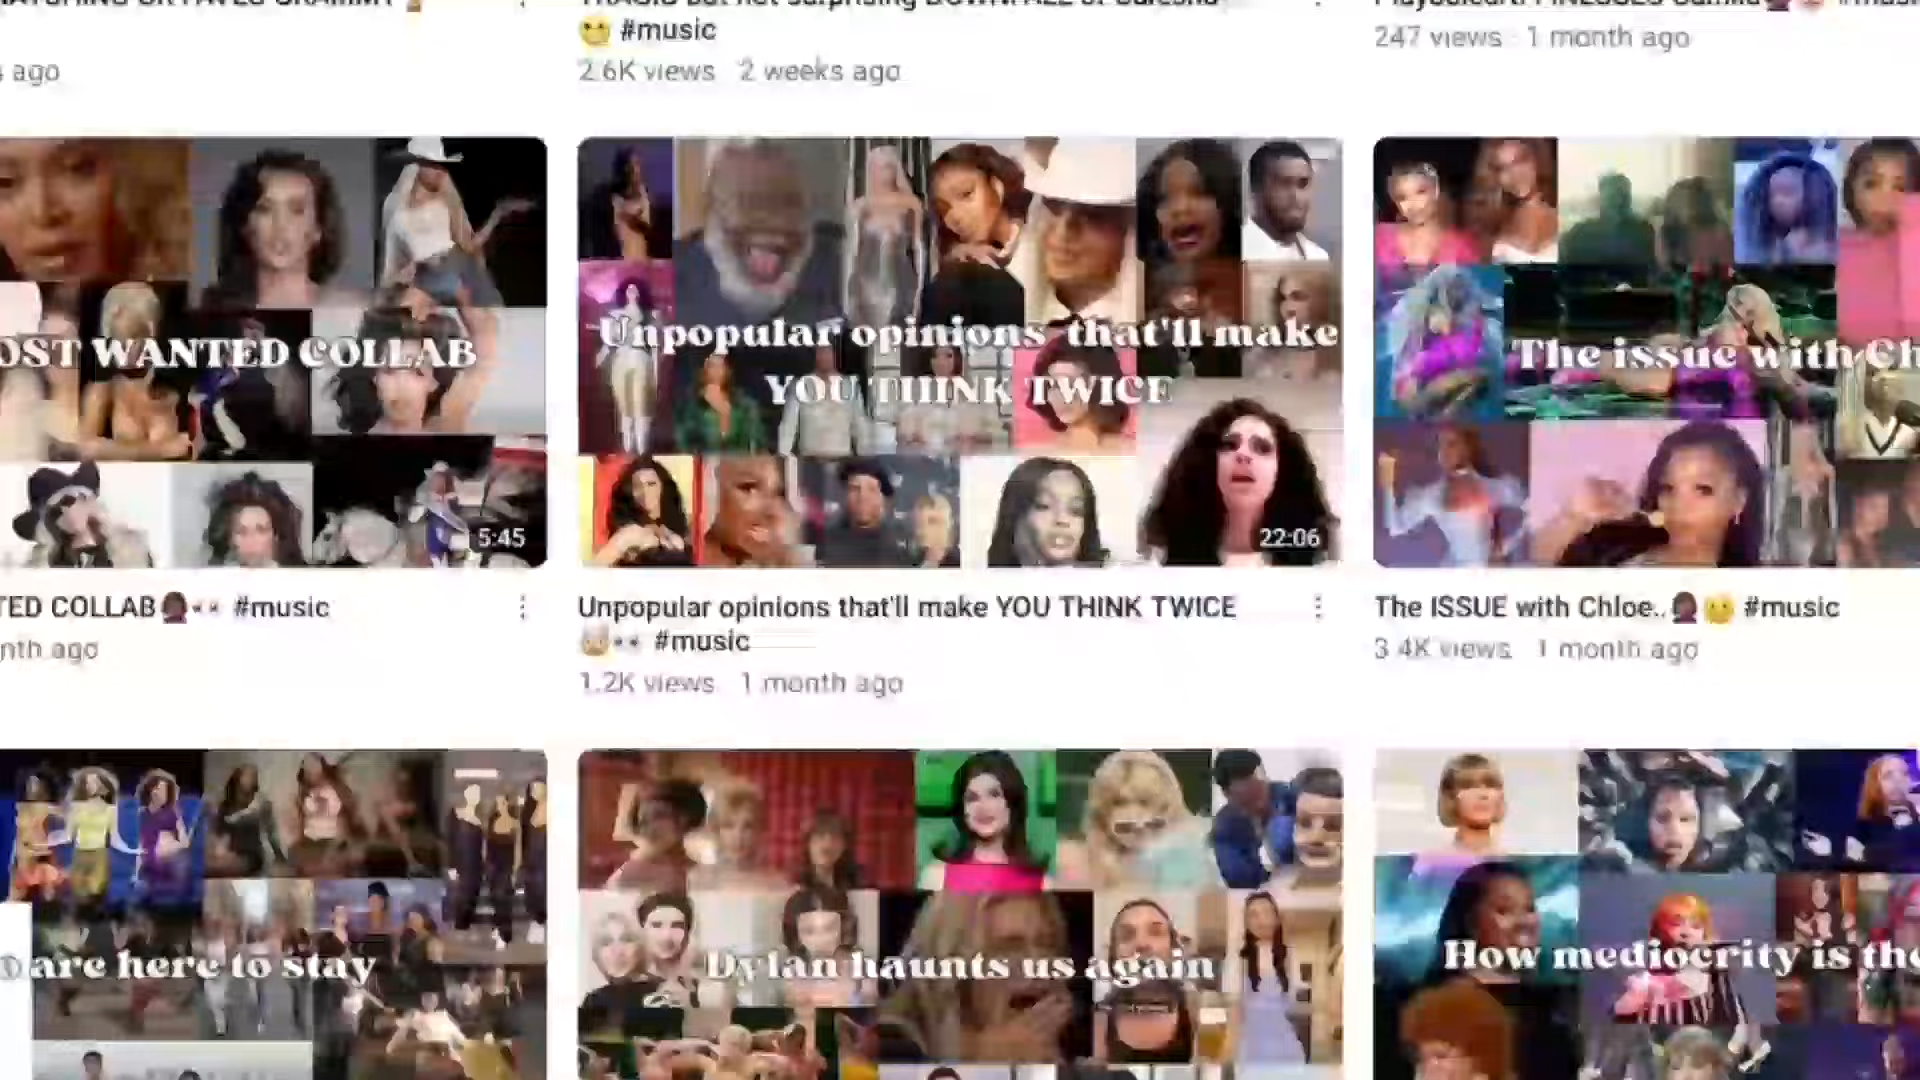 #music
ago
2.6K views 2 weeks ago
247 views 1 month ago
WANTED COLLAB
5:45
Unpopular opinions that'll make
YOU THINK TWICE
22:06
The issue with Ch
TED COLLAB #music
nth ago
Unpopular opinions that'll make YOU THINK TWICE
#music
1.2K views 1 month ago
The ISSUE with Chloe.. #music
3.4K views 1 month ago
are here to stay
Dylan haunts us again
How mediocrity is the